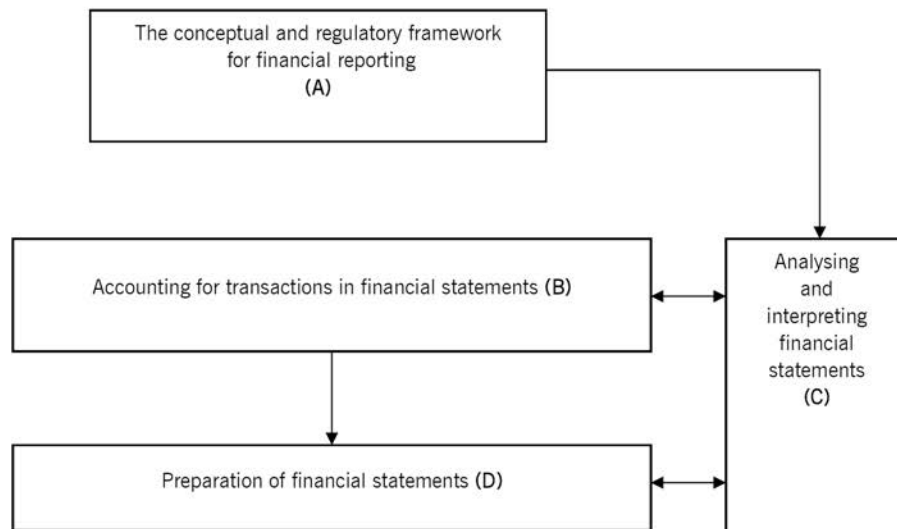 The conceptual and regulatory framework
for financial reporting
(A)
Accounting for transactions in financial statements (B)
Analysing
and
interpreting
financial
statements
(C)
Preparation of financial statements (D)